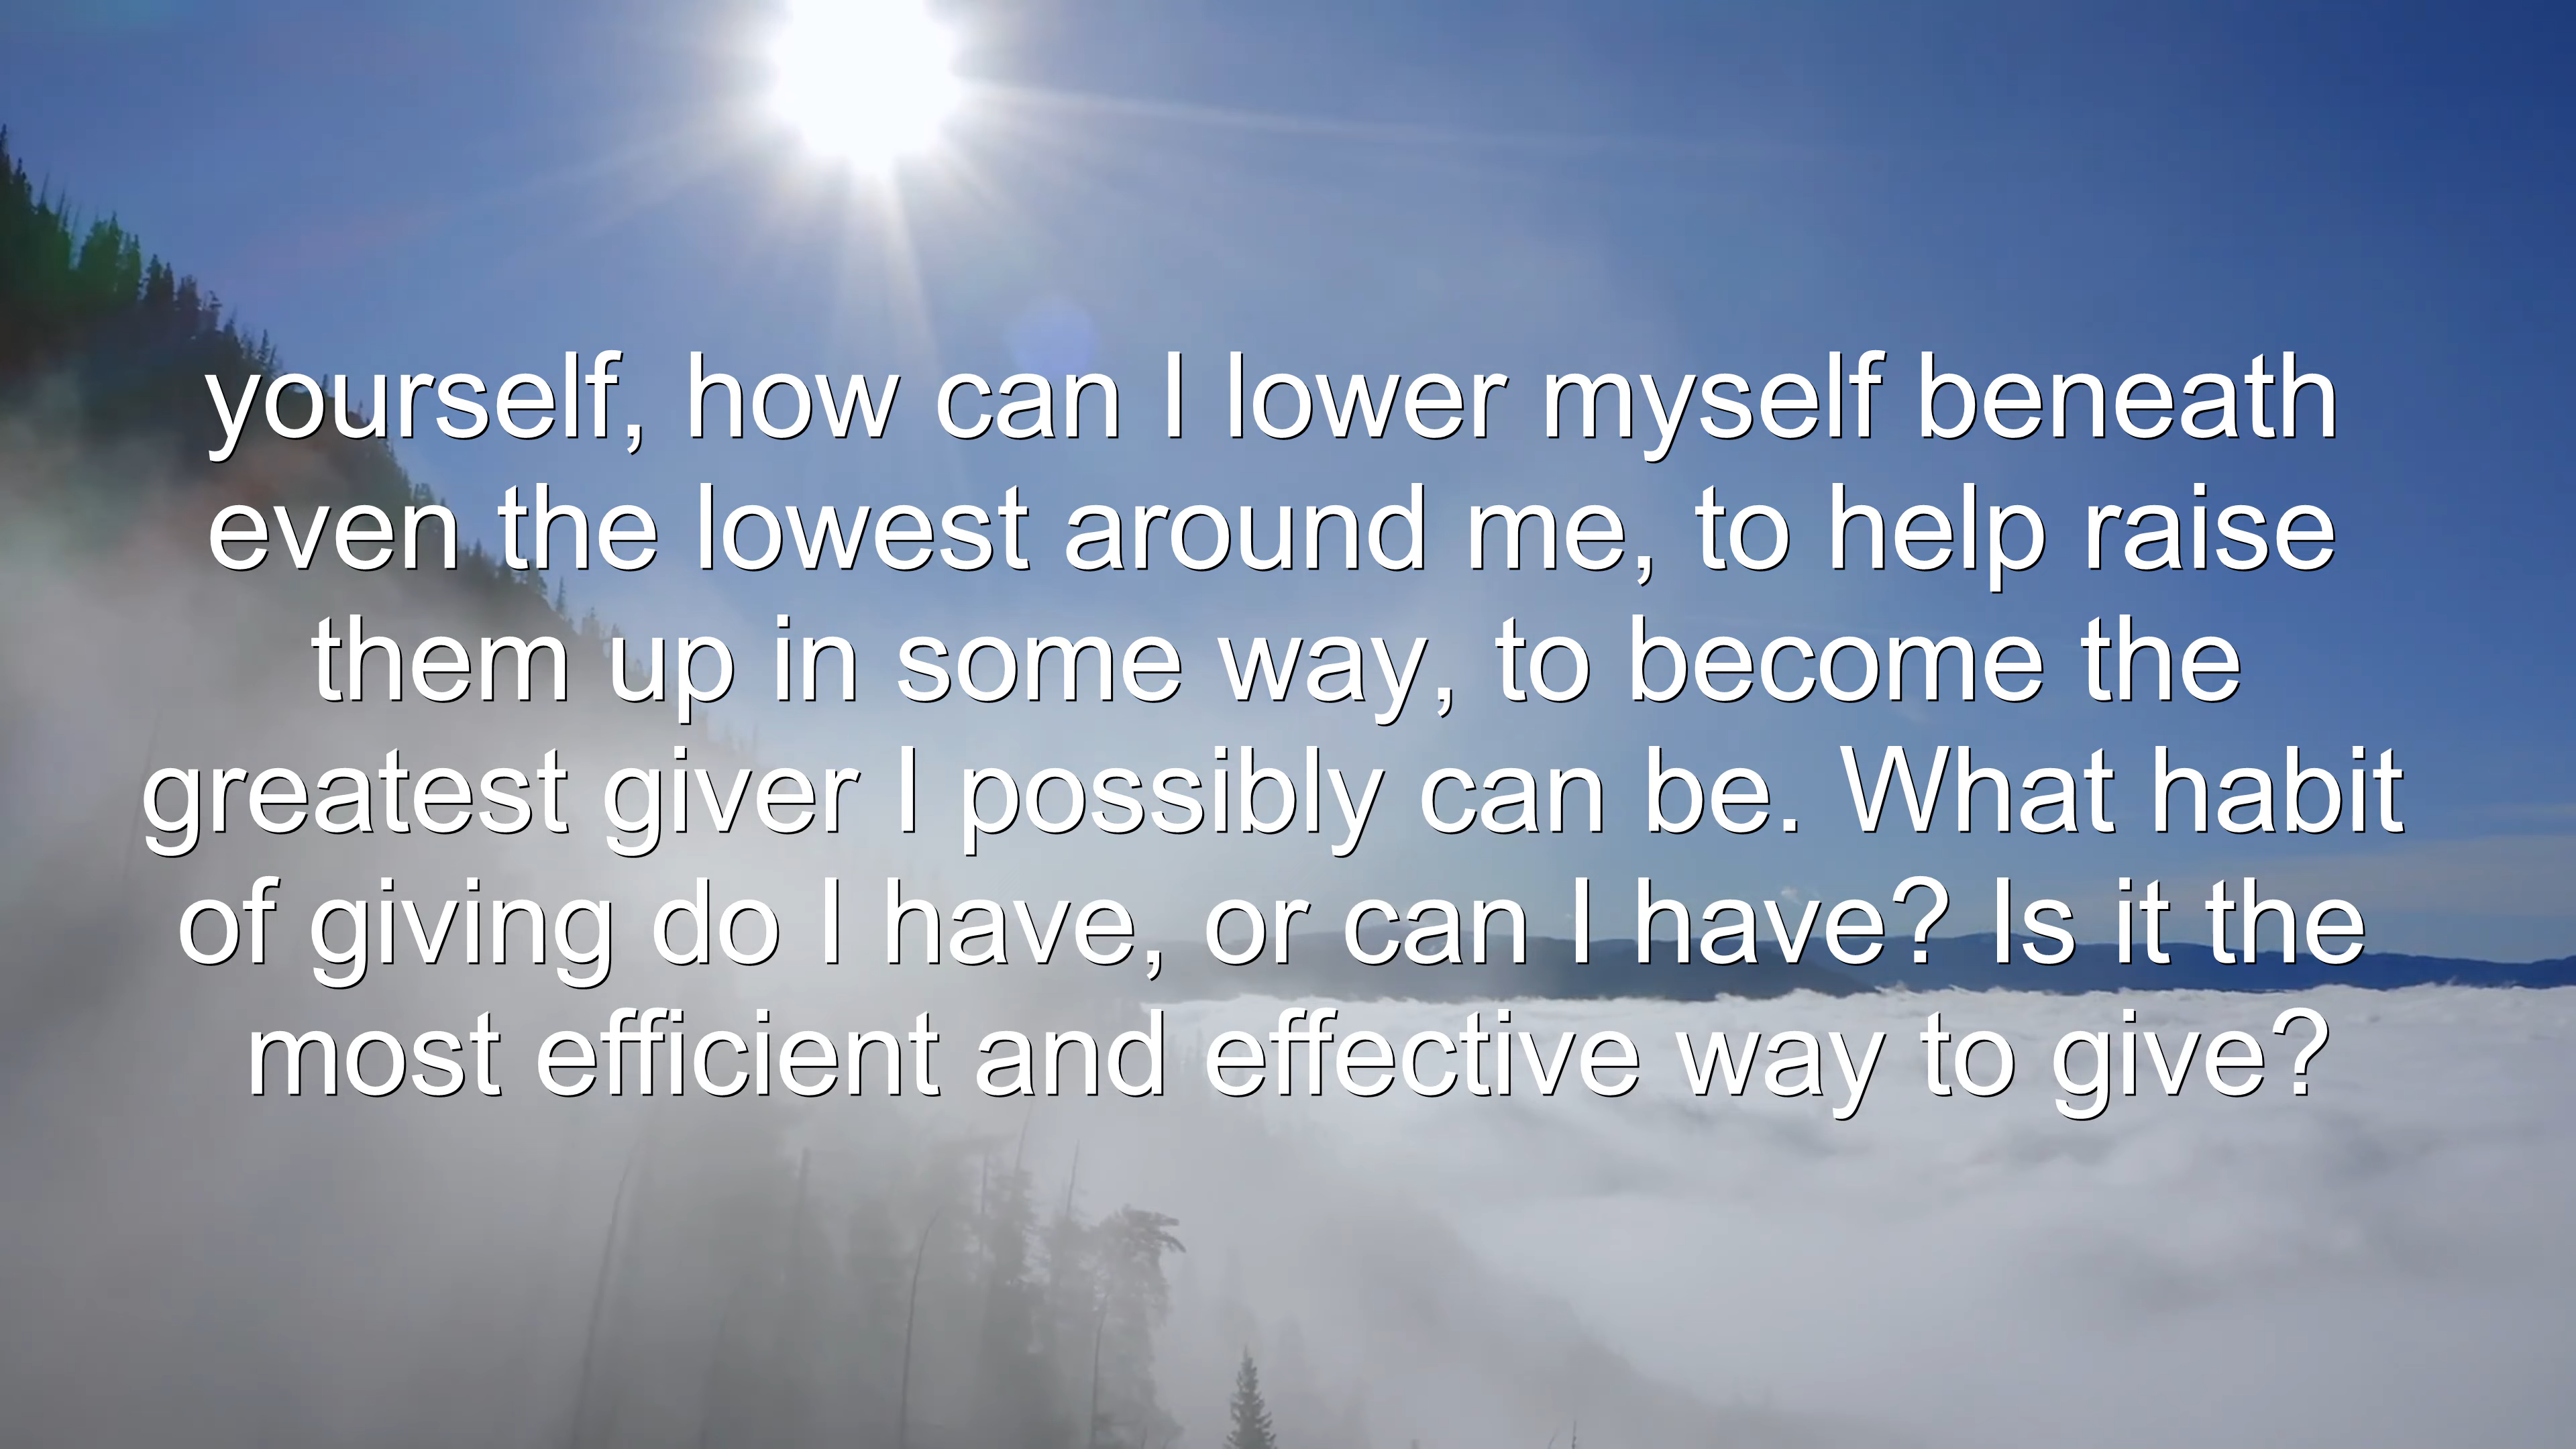 yourself, how can I lower myself beneath
even the lowest around me, to help raise
them up in some way, to become the
greatest giver I possibly can be. What habit
of giving do I have, or can I have? Is it the
most efficient and effective way to give?